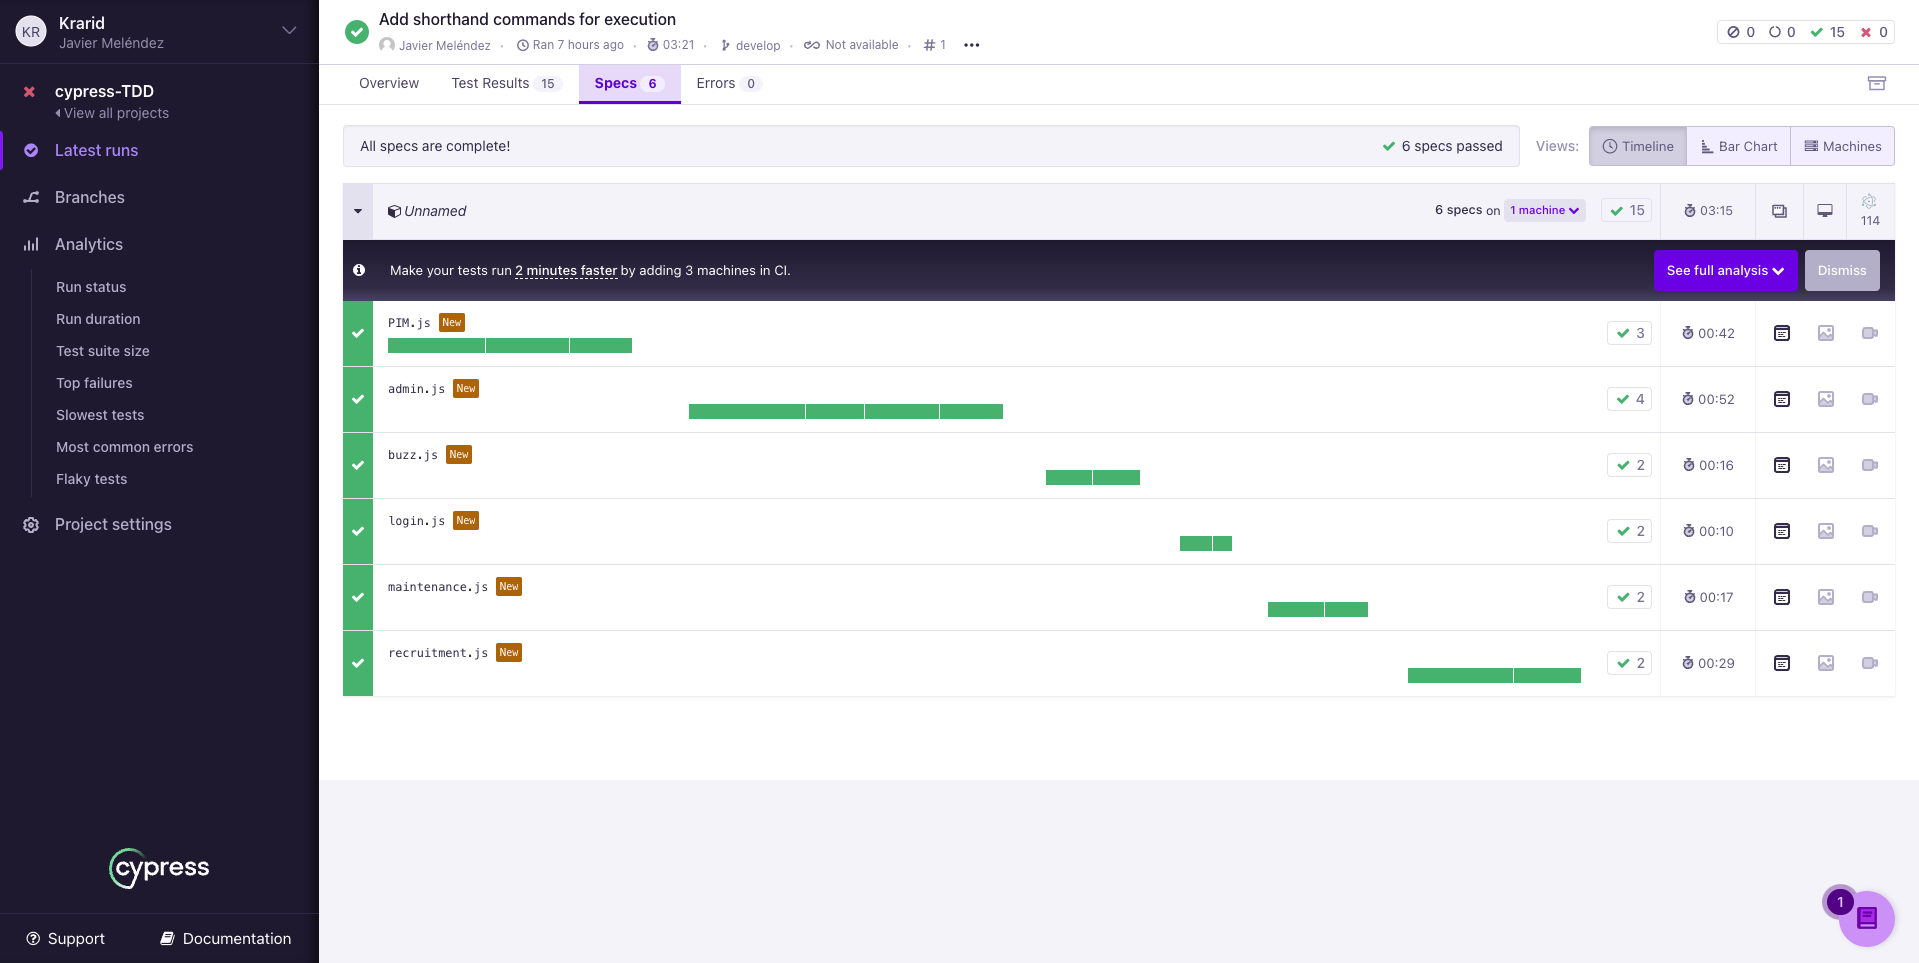 KR
Krarid
Javier Meléndez
cypress-TDD
View all projects
Latest runs
Branches
Analytics
Run status
Run duration
Test suite size
Top failures
Slowest tests
Most common errors
Flaky tests
Project settings
cypress
Support
Documentation
Add shorthand commands for execution
Javier Meléndez · Ran 7 hours ago · 03:21 · develop · Not available · # 1 •••
0 0 15 0
Overview Test Results 15 Specs 6 Errors 0
All specs are complete! 6 specs passed
Views: Timeline Bar Chart Machines
Unnamed 6 specs on 1 machine 15 03:15 114
Make your tests run 2 minutes faster by adding 3 machines in CI. See full analysis Dismiss
PIM.js New 3 00:42
admin.js New 4 00:52
buzz.js New 2 00:16
login.js New 2 00:10
maintenance.js New 2 00:17
recruitment.js New 2 00:29
1